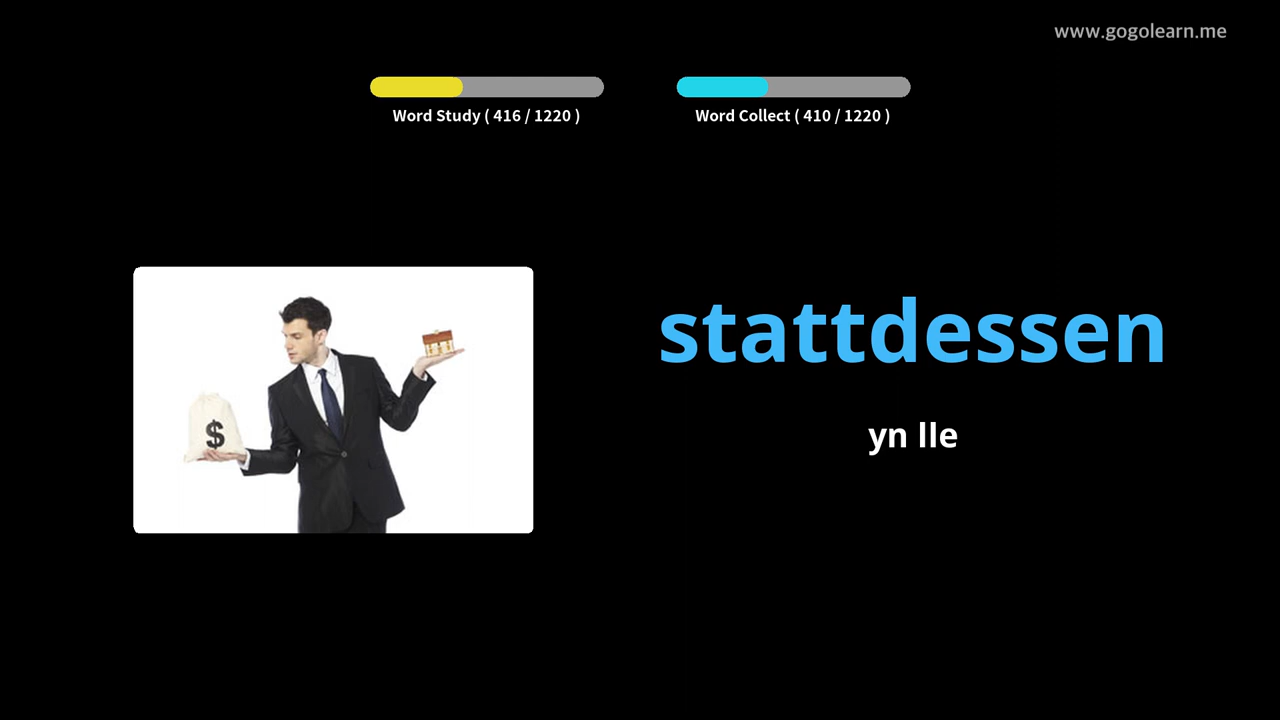 www.gogolearn.me
Word Study ( 416 / 1220 )
Word Collect ( 410 / 1220 )
$
stattdessen
yn lle